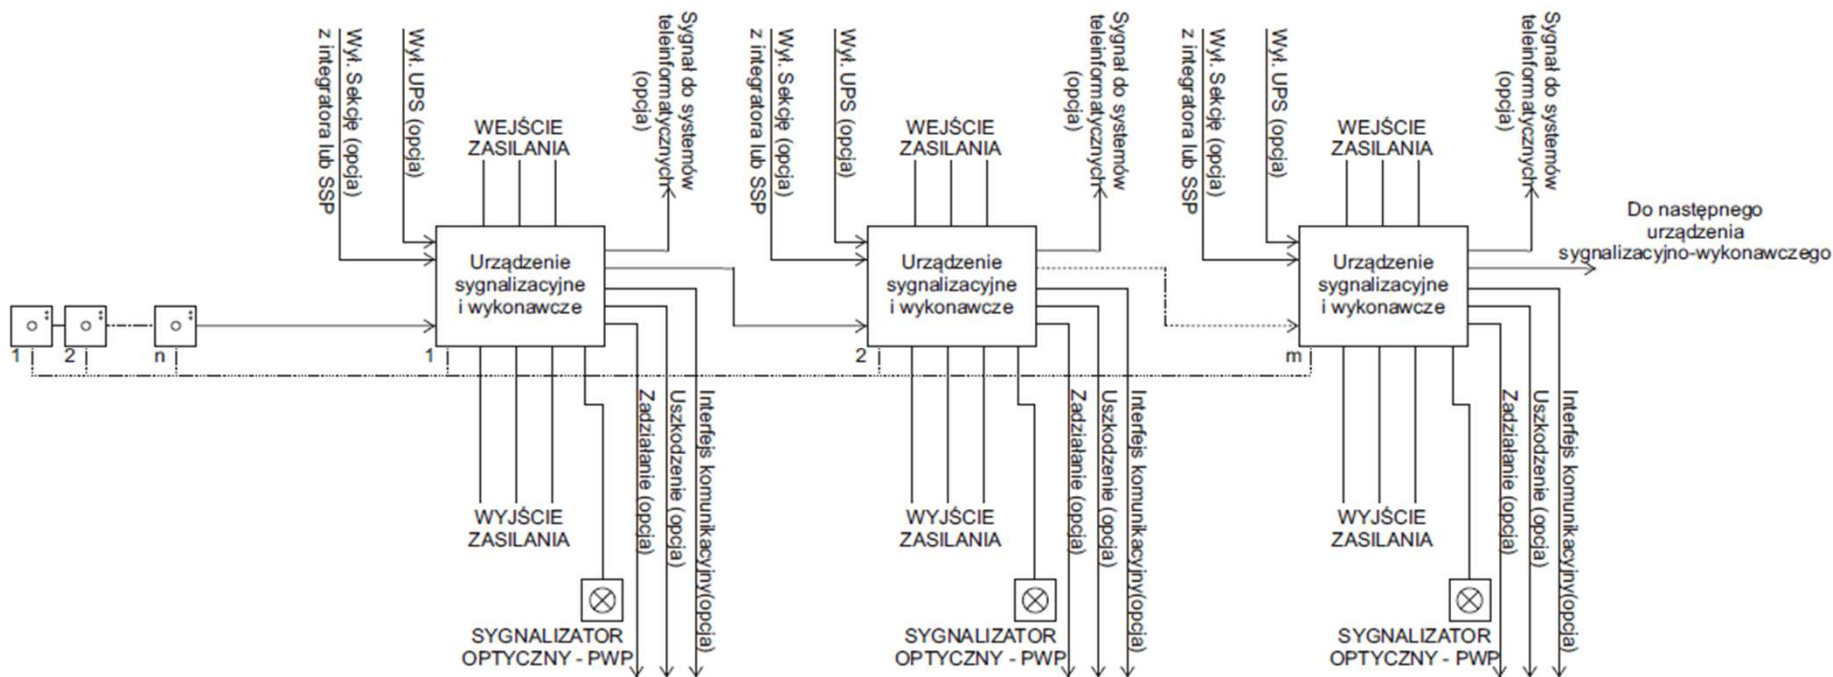 Wył. Sekcję (opcja)
z integratora lub SSP
Wył. UPS (opcja)
Sygnał do systemów
teleinformatycznych
(opcja)
WEJŚCIE
ZASILANIA
Urządzenie
sygnalizacyjne
i wykonawcze
1
2
n
1
WYJŚCIE
ZASILANIA
SYGNALIZATOR
OPTYCZNY - PWP
Zadziałanie (opcja)
Uszkodzenie (opcja)
Interfejs komunikacyjny(opcja)
Wył. Sekcję (opcja)
z integratora lub SSP
Wył. UPS (opcja)
Sygnał do systemów
teleinformatycznych
(opcja)
WEJŚCIE
ZASILANIA
Urządzenie
sygnalizacyjne
i wykonawcze
2
WYJŚCIE
ZASILANIA
SYGNALIZATOR
OPTYCZNY - PWP
Zadziałanie (opcja)
Uszkodzenie (opcja)
Interfejs komunikacyjny(opcja)
Wył. Sekcję (opcja)
z integratora lub SSP
Wył. UPS (opcja)
Sygnał do systemów
teleinformatycznych
(opcja)
WEJŚCIE
ZASILANIA
Urządzenie
sygnalizacyjne
i wykonawcze
m
WYJŚCIE
ZASILANIA
SYGNALIZATOR
OPTYCZNY - PWP
Zadziałanie (opcja)
Uszkodzenie (opcja)
Interfejs komunikacyjny(opcja)
Do następnego
urządzenia
sygnalizacyjno-wykonawczego